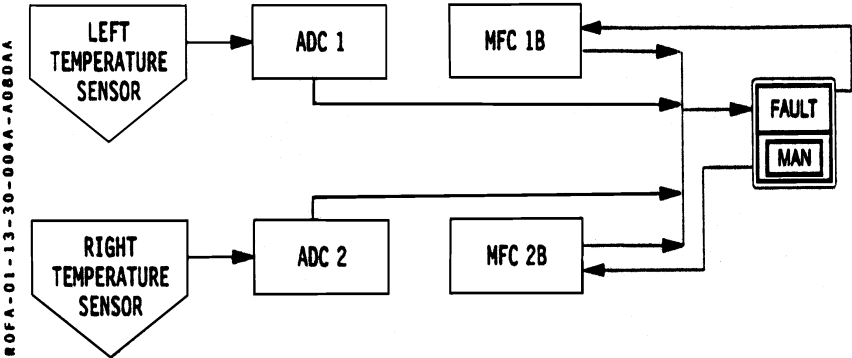 LEFT
TEMPERATURE
SENSOR
ADC 1
MFC 1B
FAULT
MAN
RIGHT
TEMPERATURE
SENSOR
ADC 2
MFC 2B
ROFA-01-13-30-004A-A080AA